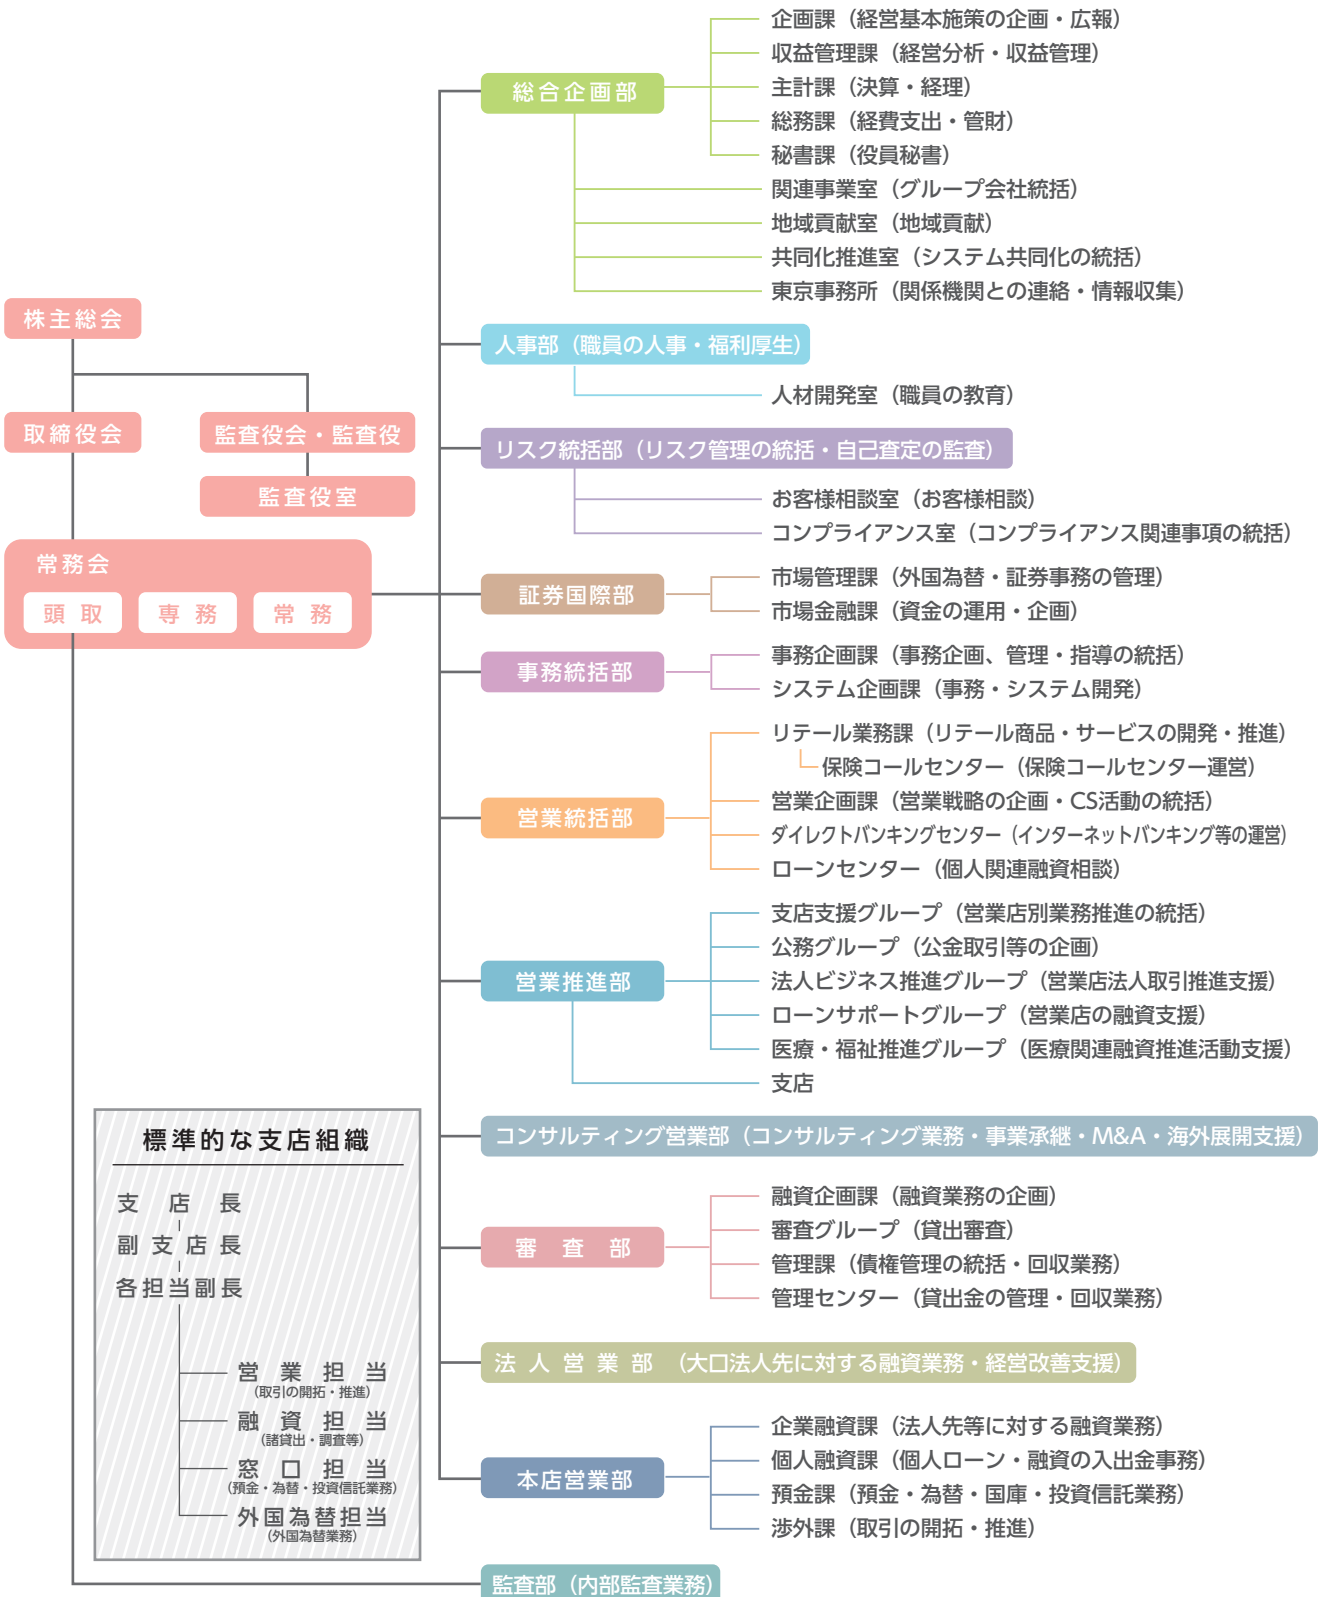 株主総会
取締役会
監査役会・監査役
監査役室
常務会
頭取
専務
常務
総合企画部
企画課（経営基本施策の企画・広報）
収益管理課（経営分析・収益管理）
主計課（決算・経理）
総務課（経費支出・管財）
秘書課（役員秘書）
関連事業室（グループ会社統括）
地域貢献室（地域貢献）
共同化推進室（システム共同化の統括）
東京事務所（関係機関との連絡・情報収集）
人事部（職員の人事・福利厚生）
人材開発室（職員の教育）
リスク統括部（リスク管理の統括・自己査定の監査）
お客様相談室（お客様相談）
コンプライアンス室（コンプライアンス関連事項の統括）
証券国際部
市場管理課（外国為替・証券事務の管理）
市場金融課（資金の運用・企画）
事務統括部
事務企画課（事務企画、管理・指導の統括）
システム企画課（事務・システム開発）
営業統括部
リテール業務課（リテール商品・サービスの開発・推進）
保険コールセンター（保険コールセンター運営）
営業企画課（営業戦略の企画・CS活動の統括）
ダイレクトバンキングセンター（インターネットバンキング等の運営）
ローンセンター（個人関連融資相談）
営業推進部
支店支援グループ（営業店別業務推進の統括）
公務グループ（公金取引等の企画）
法人ビジネス推進グループ（営業店法人取引推進支援）
ローンサポートグループ（営業店の融資支援）
医療・福祉推進グループ（医療関連融資推進活動支援）
支店
コンサルティング営業部（コンサルティング業務・事業承継・M&A・海外展開支援）
審査部
融資企画課（融資業務の企画）
審査グループ（貸出審査）
管理課（債権管理の統括・回収業務）
管理センター（貸出金の管理・回収業務）
法人営業部（大口法人先に対する融資業務・経営改善支援）
本店営業部
企業融資課（法人先等に対する融資業務）
個人融資課（個人ローン・融資の入出金事務）
預金課（預金・為替・国庫・投資信託業務）
渉外課（取引の開拓・推進）
監査部（内部監査業務）
標準的な支店組織
支店長
副支店長
各担当副長
営業担当
（取引の開拓・推進）
融資担当
（諸貸出・調査等）
窓口担当
（預金・為替・投資信託業務）
外国為替担当
（外国為替業務）